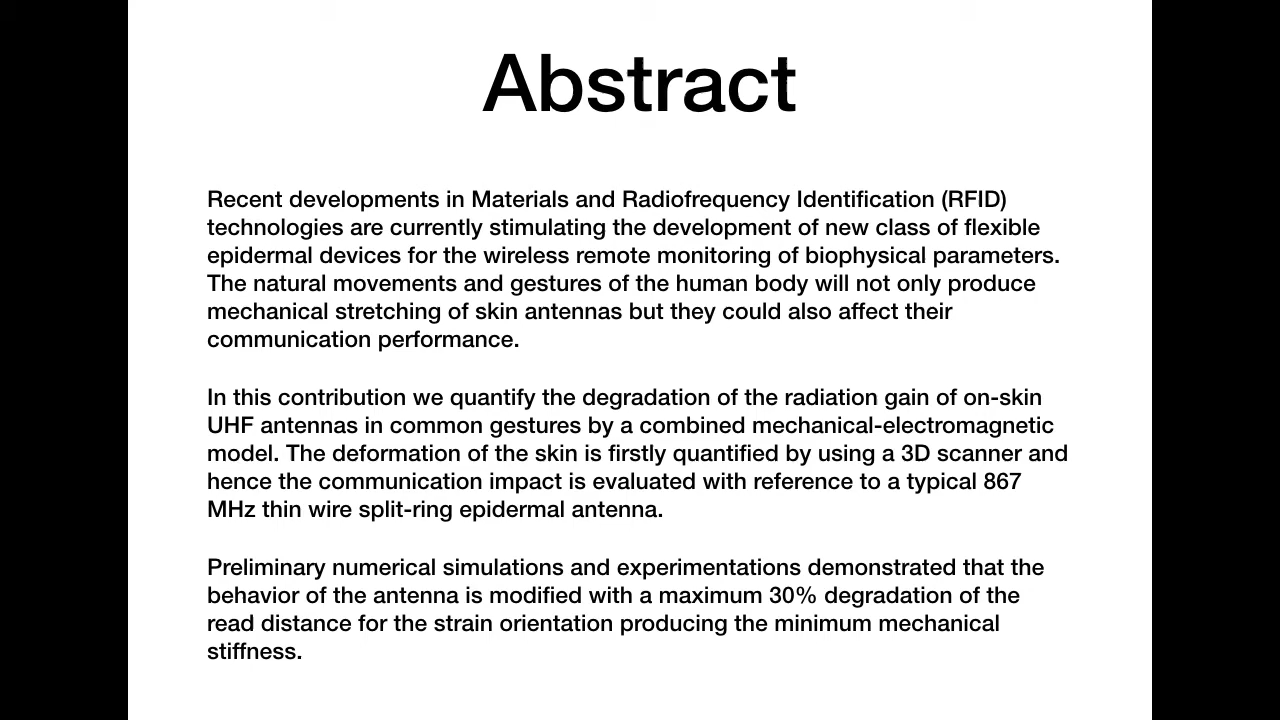 Abstract
Recent developments in Materials and Radiofrequency Identification (RFID)
technologies are currently stimulating the development of new class of flexible
epidermal devices for the wireless remote monitoring of biophysical parameters.
The natural movements and gestures of the human body will not only produce
mechanical stretching of skin antennas but they could also affect their
communication performance.
In this contribution we quantify the degradation of the radiation gain of on-skin
UHF antennas in common gestures by a combined mechanical-electromagnetic
model. The deformation of the skin is firstly quantified by using a 3D scanner and
hence the communication impact is evaluated with reference to a typical 867
MHz thin wire split-ring epidermal antenna.
Preliminary numerical simulations and experimentations demonstrated that the
behavior of the antenna is modified with a maximum 30% degradation of the
read distance for the strain orientation producing the minimum mechanical
stiffness.